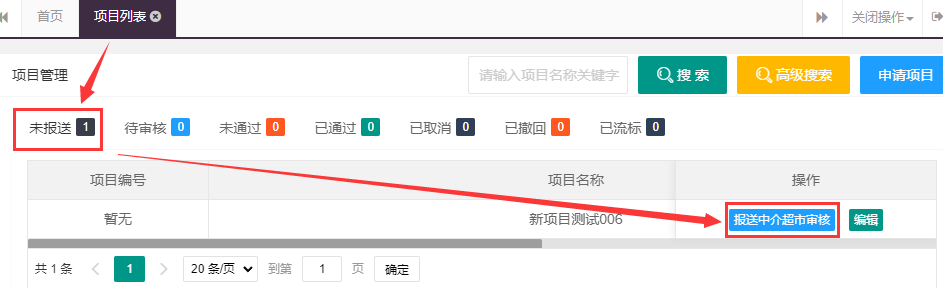 首页 项目列表 关闭操作
项目管理 请输入项目名称关键字 搜 索 高级搜索 申请项目
未报送 1 待审核 0 未通过 0 已通过 0 已取消 0 已撤回 0 已流标 0
项目编号 项目名称 操作
暂无 新项目测试006 报送中介超市审核 编辑
共 1 条 1 20 条/页 到第 1 页 确定